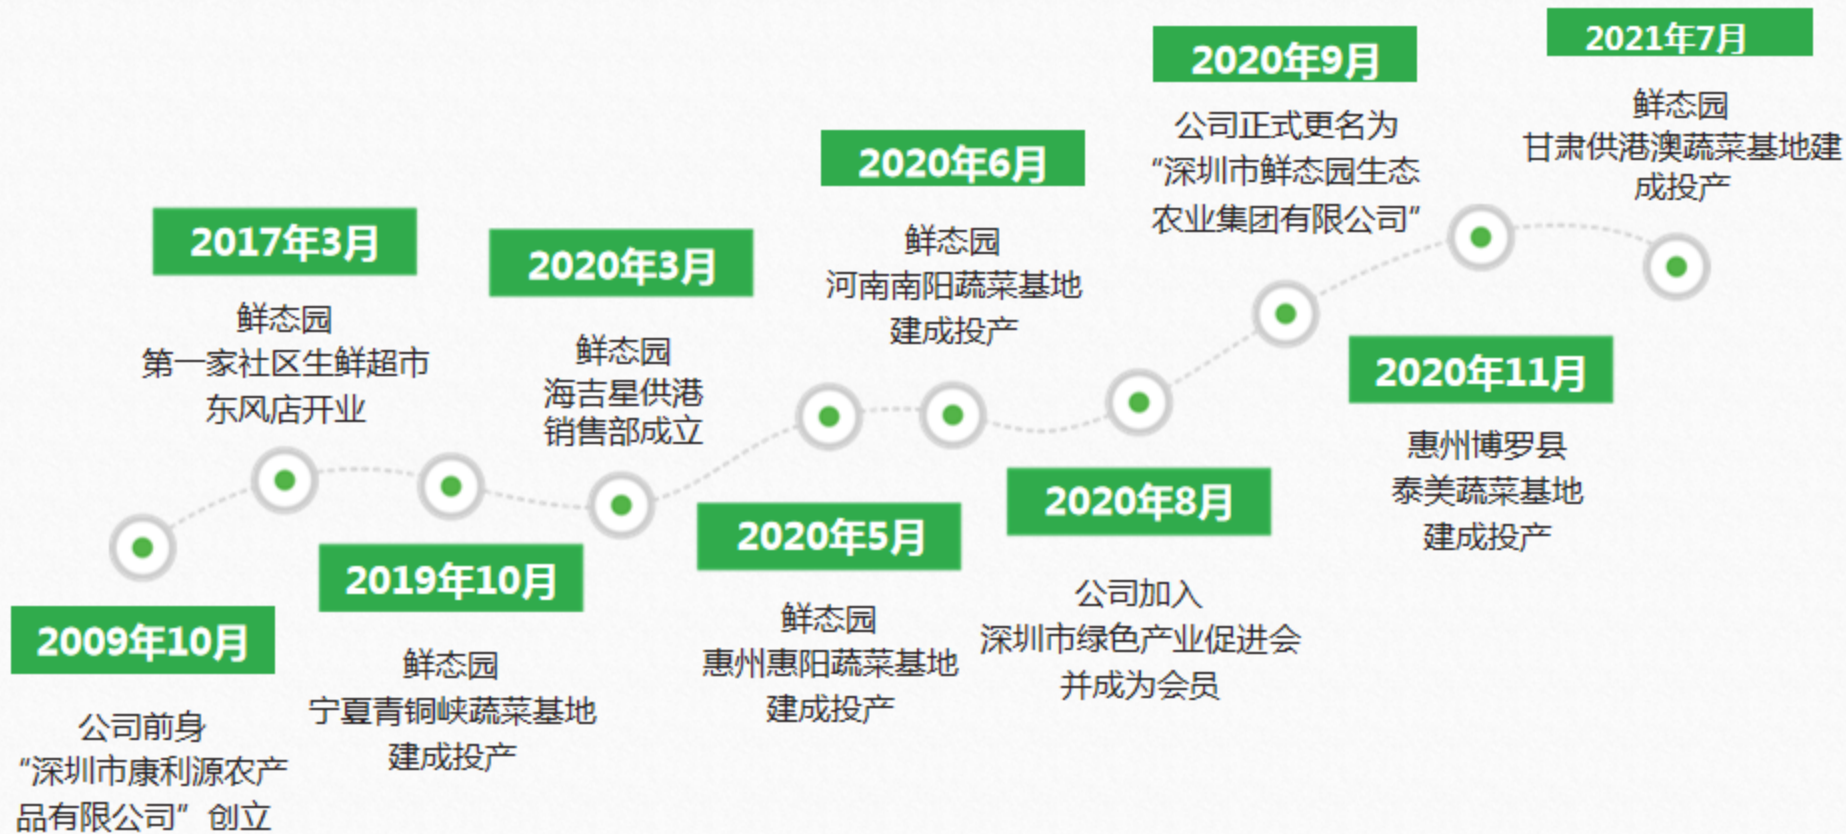 2009年10月
公司前身
“深圳市康利源农产
品有限公司”创立
2017年3月
鲜态园
第一家社区生鲜超市
东风店开业
2019年10月
鲜态园
宁夏青铜峡蔬菜基地
建成投产
2020年3月
鲜态园
海吉星供港
销售部成立
2020年5月
鲜态园
惠州惠阳蔬菜基地
建成投产
2020年6月
鲜态园
河南南阳蔬菜基地
建成投产
2020年8月
公司加入
深圳市绿色产业促进会
并成为会员
2020年9月
公司正式更名为
“深圳市鲜态园生态
农业集团有限公司”
2020年11月
惠州博罗县
泰美蔬菜基地
建成投产
2021年7月
鲜态园
甘肃供港澳蔬菜基地建
成投产